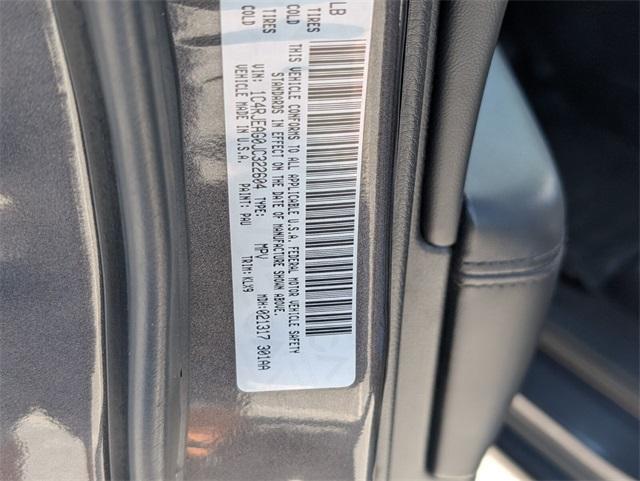 LB
TIRES COLD
TIRES COLD
THIS VEHICLE CONFORMS TO ALL APPLICABLE U.S.A. FEDERAL MOTOR VEHICLE SAFETY
STANDARDS IN EFFECT ON THE DATE OF MANUFACTURE SHOWN ABOVE.
VIN: 1C4RJEAG0JC322604 TYPE: MPV MDH:021317 301AA
VEHICLE MADE IN U.S.A. PAINT: PAU TRIM:KLX9